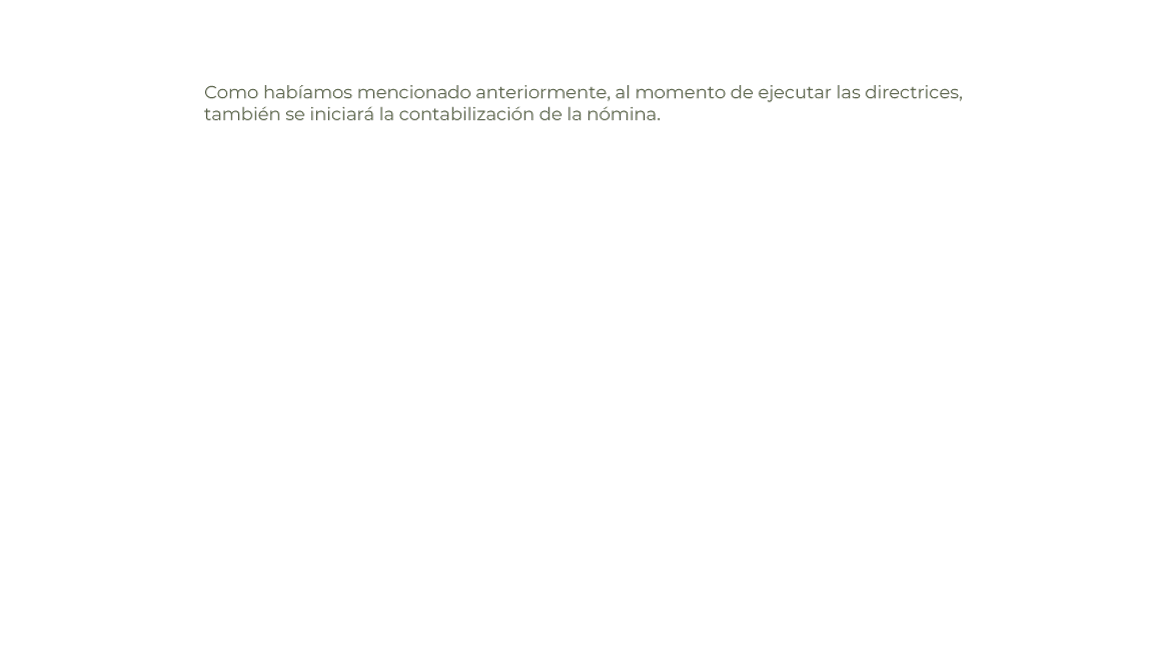 Como habíamos mencionado anteriormente, al momento de ejecutar las directrices,
también se iniciará la contabilización de la nómina.